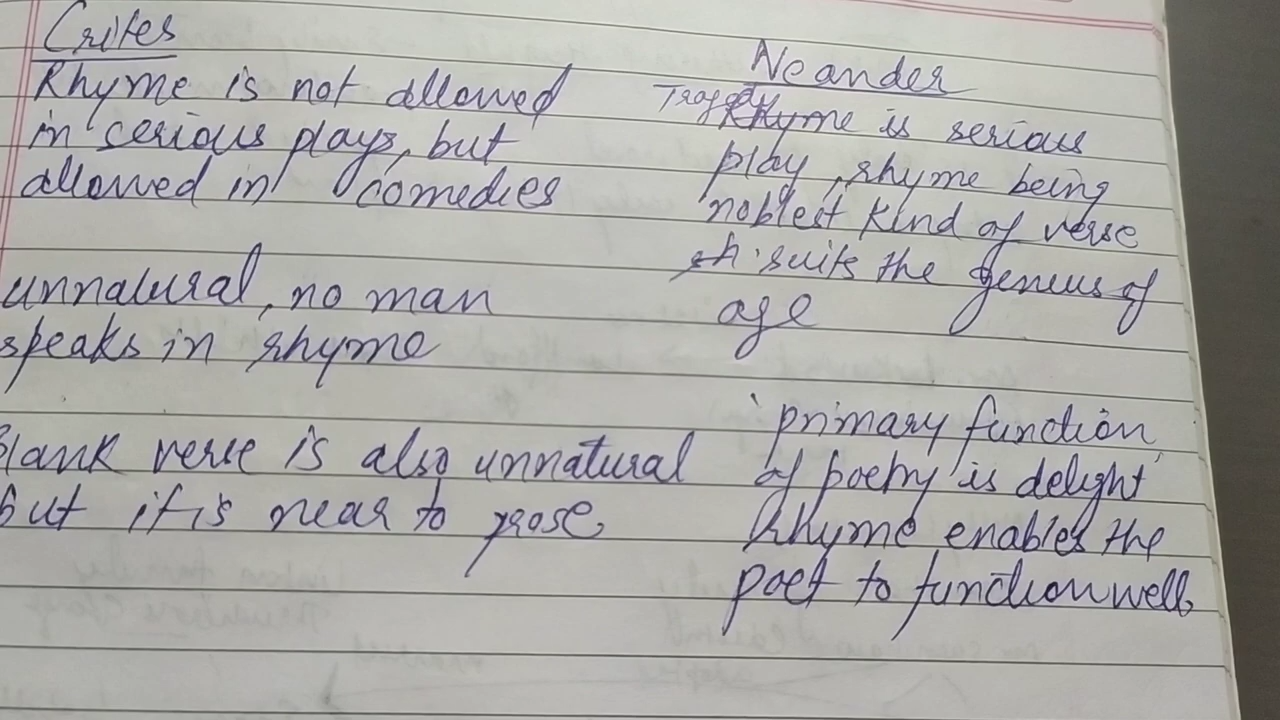 Crites
Rhyme is not allowed
in serious plays, but
allowed in comedies
unnatural, no man
speaks in rhyme
Blank verse is also unnatural
but it is near to prose
Neander
Tragedy
Rhyme is serious
play, rhyme being
noblest kind of verse
suits the genius of
age
primary function
of poetry is delight
Rhyme enables the
poet to function well